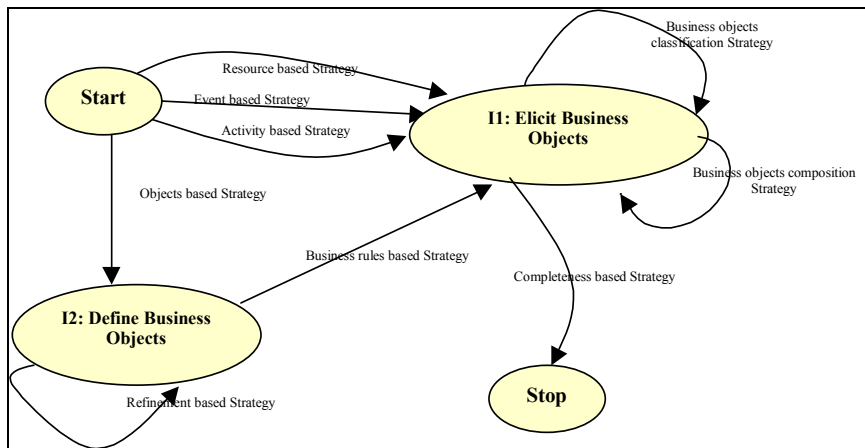 Business objects
classification Strategy
Resource based Strategy
Start
Event based Strategy
I1: Elicit Business
Objects
Activity based Strategy
Business objects composition
Strategy
Objects based Strategy
Business rules based Strategy
Completeness based Strategy
I2: Define Business
Objects
Stop
Refinement based Strategy